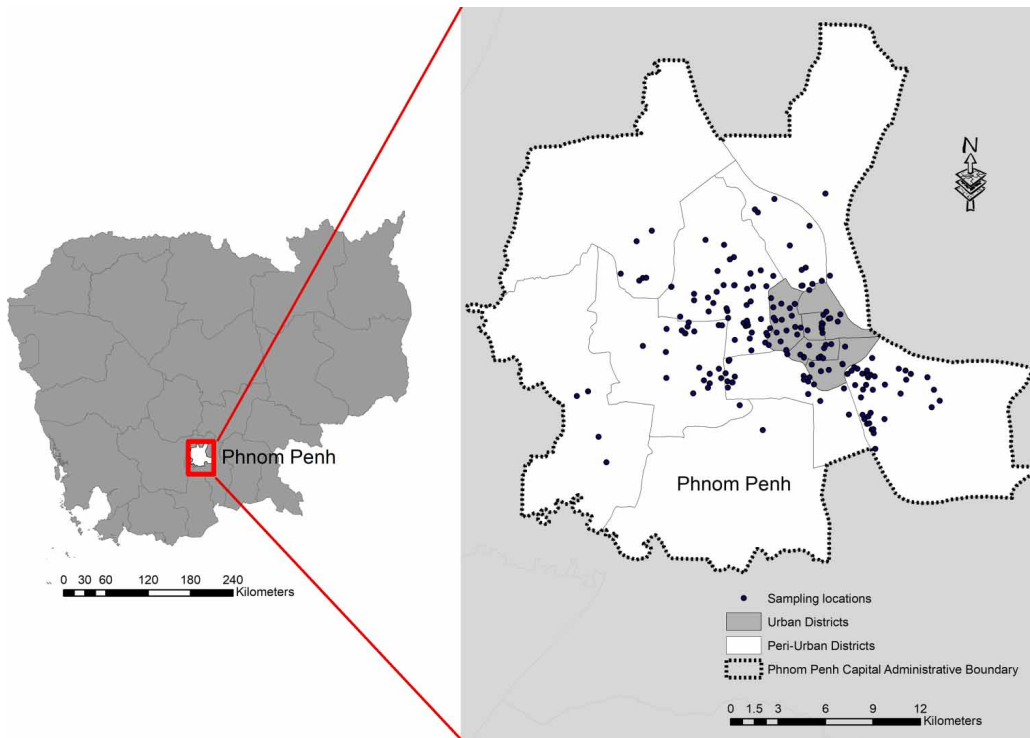 Phnom Penh
0 30 60 120 180 240
Kilometers
N
Phnom Penh
Sampling locations
Urban Districts
Peri-Urban Districts
Phnom Penh Capital Administrative Boundary
0 1.5 3 6 9 12
Kilometers